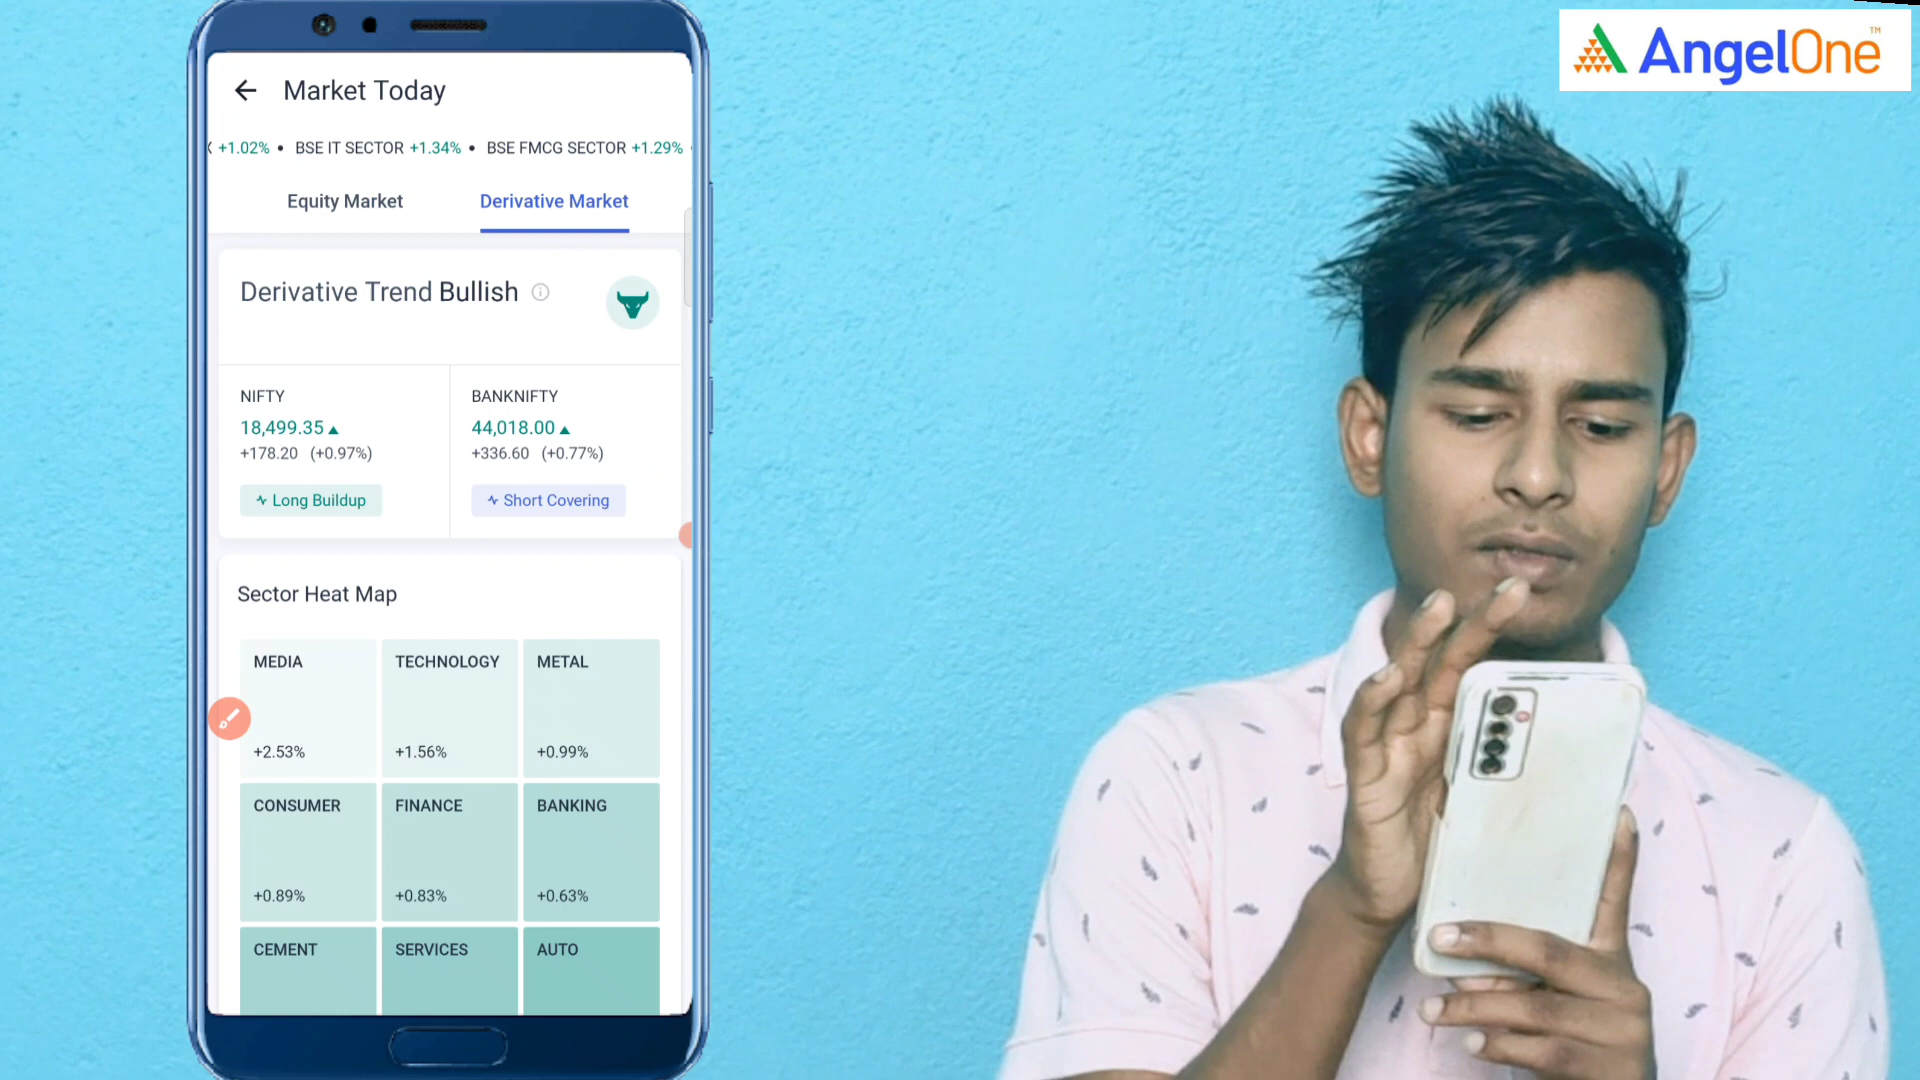 AngelOne™
Market Today
+1.02% • BSE IT SECTOR +1.34% • BSE FMCG SECTOR +1.29%
Equity Market Derivative Market
Derivative Trend Bullish
NIFTY BANKNIFTY
18,499.35 44,018.00
+178.20 (+0.97%) +336.60 (+0.77%)
Long Buildup Short Covering
Sector Heat Map
MEDIA TECHNOLOGY METAL
+2.53% +1.56% +0.99%
CONSUMER FINANCE BANKING
+0.89% +0.83% +0.63%
CEMENT SERVICES AUTO